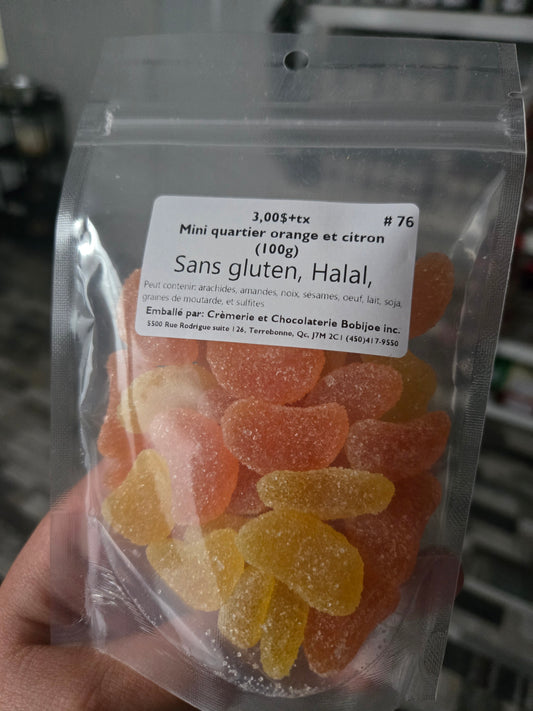 3,00$+tx # 76
Mini quartier orange et citron
(100g)
Sans gluten, Halal,
Peut contenir: arachides, amandes, noix, sesames, oeuf, lait, soja,
graines de moutarde, et sulfites
Emballé par: Crèmerie et Chocolaterie Bobijoe inc.
5500 Rue Rodrigue suite 126, Terrebonne, Qc, J7M 2C1 (450)417-9550